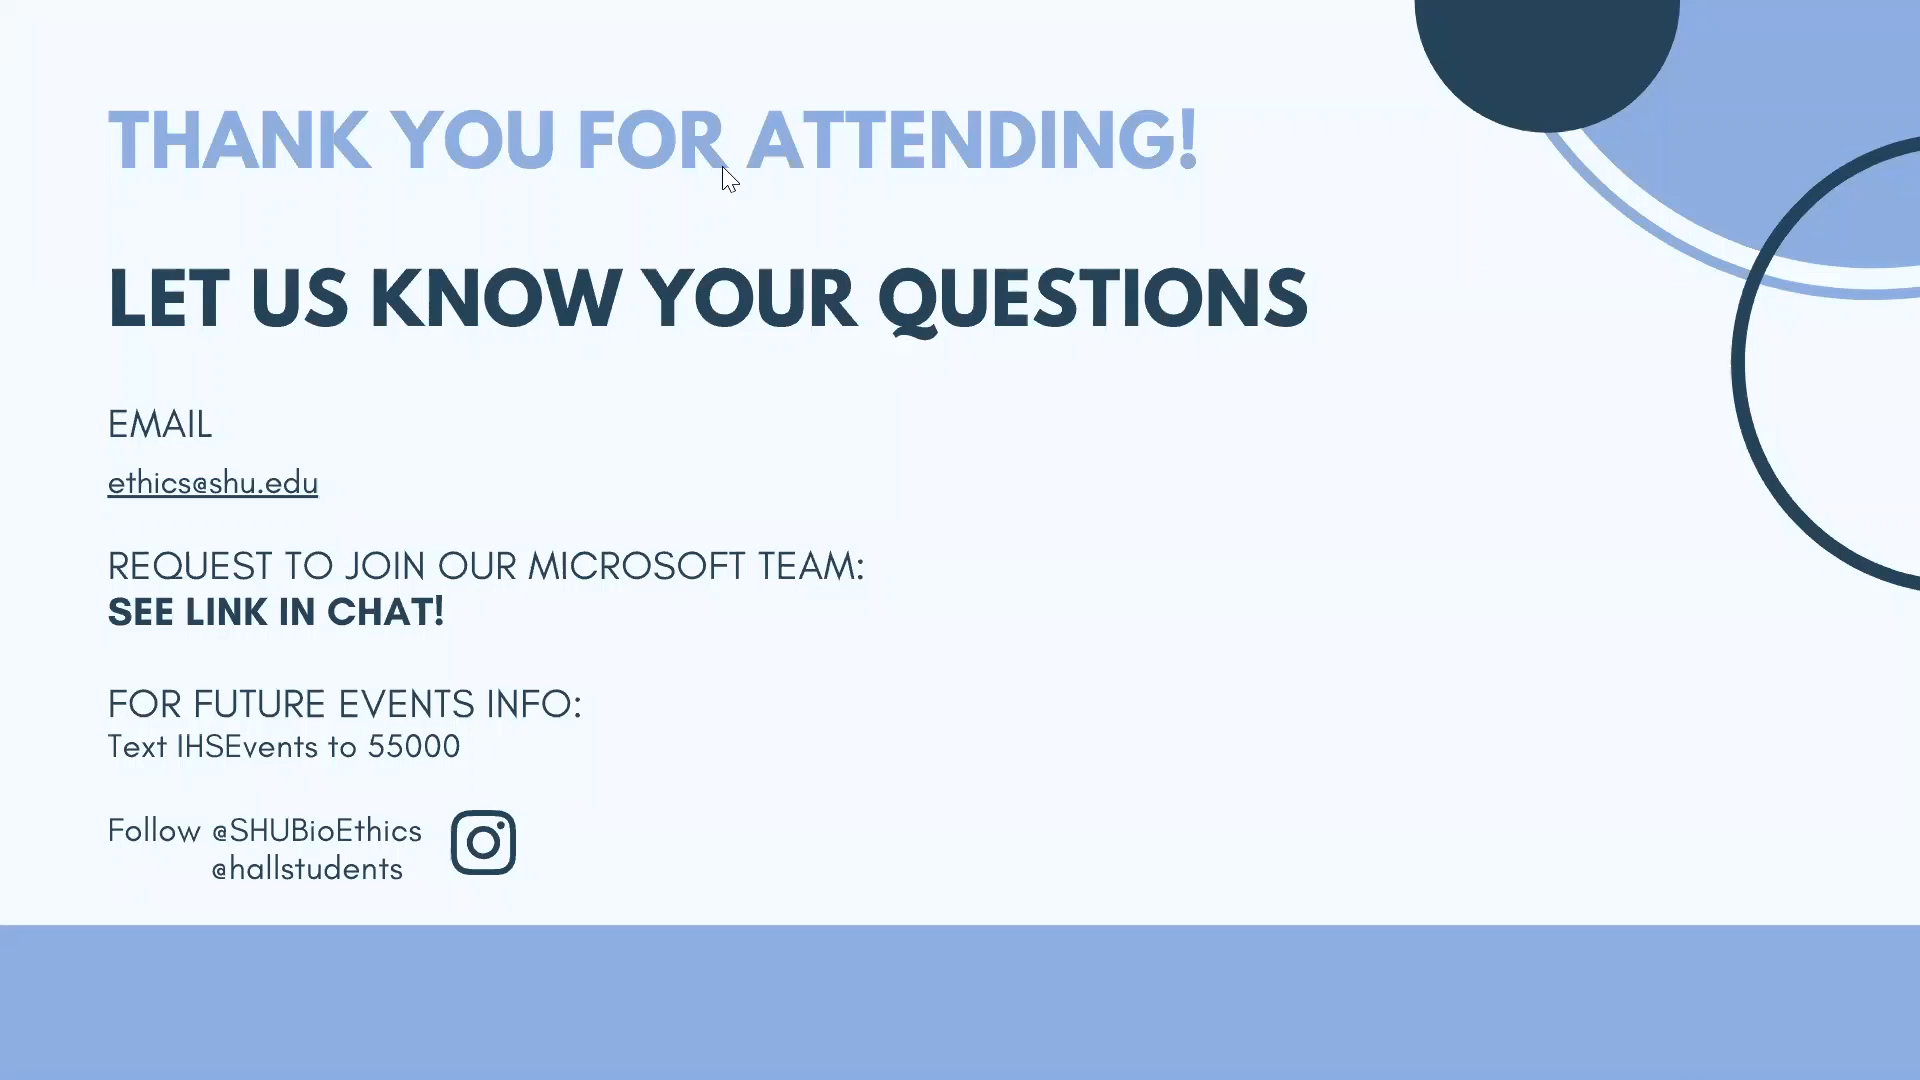 THANK YOU FOR ATTENDING!
LET US KNOW YOUR QUESTIONS
EMAIL
ethics@shu.edu
REQUEST TO JOIN OUR MICROSOFT TEAM:
SEE LINK IN CHAT!
FOR FUTURE EVENTS INFO:
Text IHSEvents to 55000
Follow @SHUBioEthics
@hallstudents